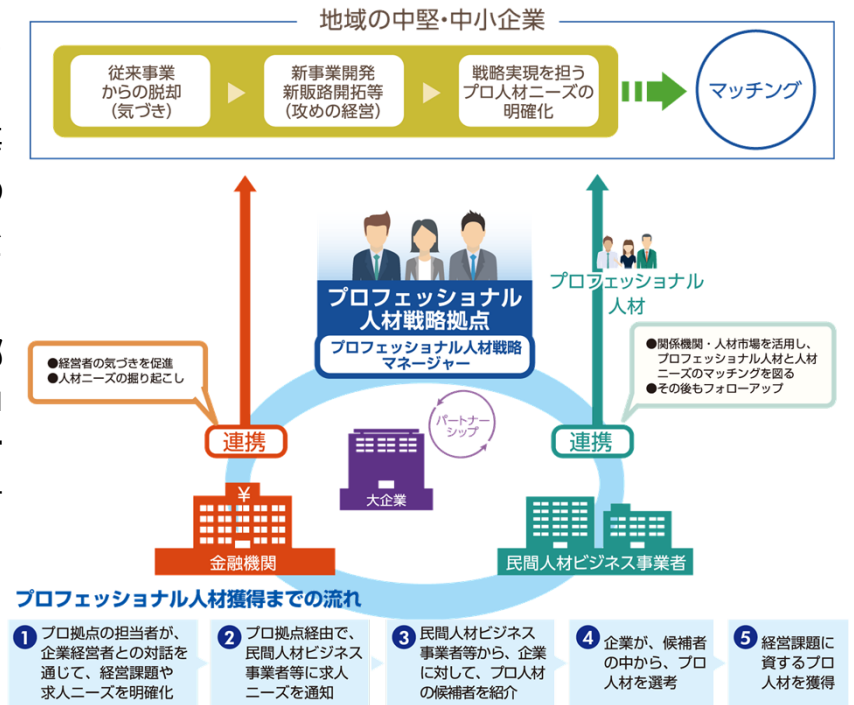 地域の中堅・中小企業
従来事業
からの脱却
（気づき）
新事業開発
新販路開拓等
（攻めの経営）
戦略実現を担う
プロ人材ニーズの
明確化
マッチング
プロフェッショナル
人材戦略拠点
プロフェッショナル人材戦略
マネージャー
プロフェッショナル
人材
●経営者の気づきを促進
●人材ニーズの掘り起こし
●関係機関・人材市場を活用し、
プロフェッショナル人材と人材
ニーズのマッチングを図る
●その後もフォローアップ
連携
パートナー
シップ
連携
¥
大企業
金融機関
民間人材ビジネス事業者
プロフェッショナル人材獲得までの流れ
1 プロ拠点の担当者が、
企業経営者との対話を
通じて、経営課題や
求人ニーズを明確化
2 プロ拠点経由で、
民間人材ビジネス
事業者等に求人
ニーズを通知
3 民間人材ビジネス
事業者等から、企業
に対して、プロ人材
の候補者を紹介
4 企業が、候補者
の中から、プロ
人材を選考
5 経営課題に
資するプロ
人材を獲得